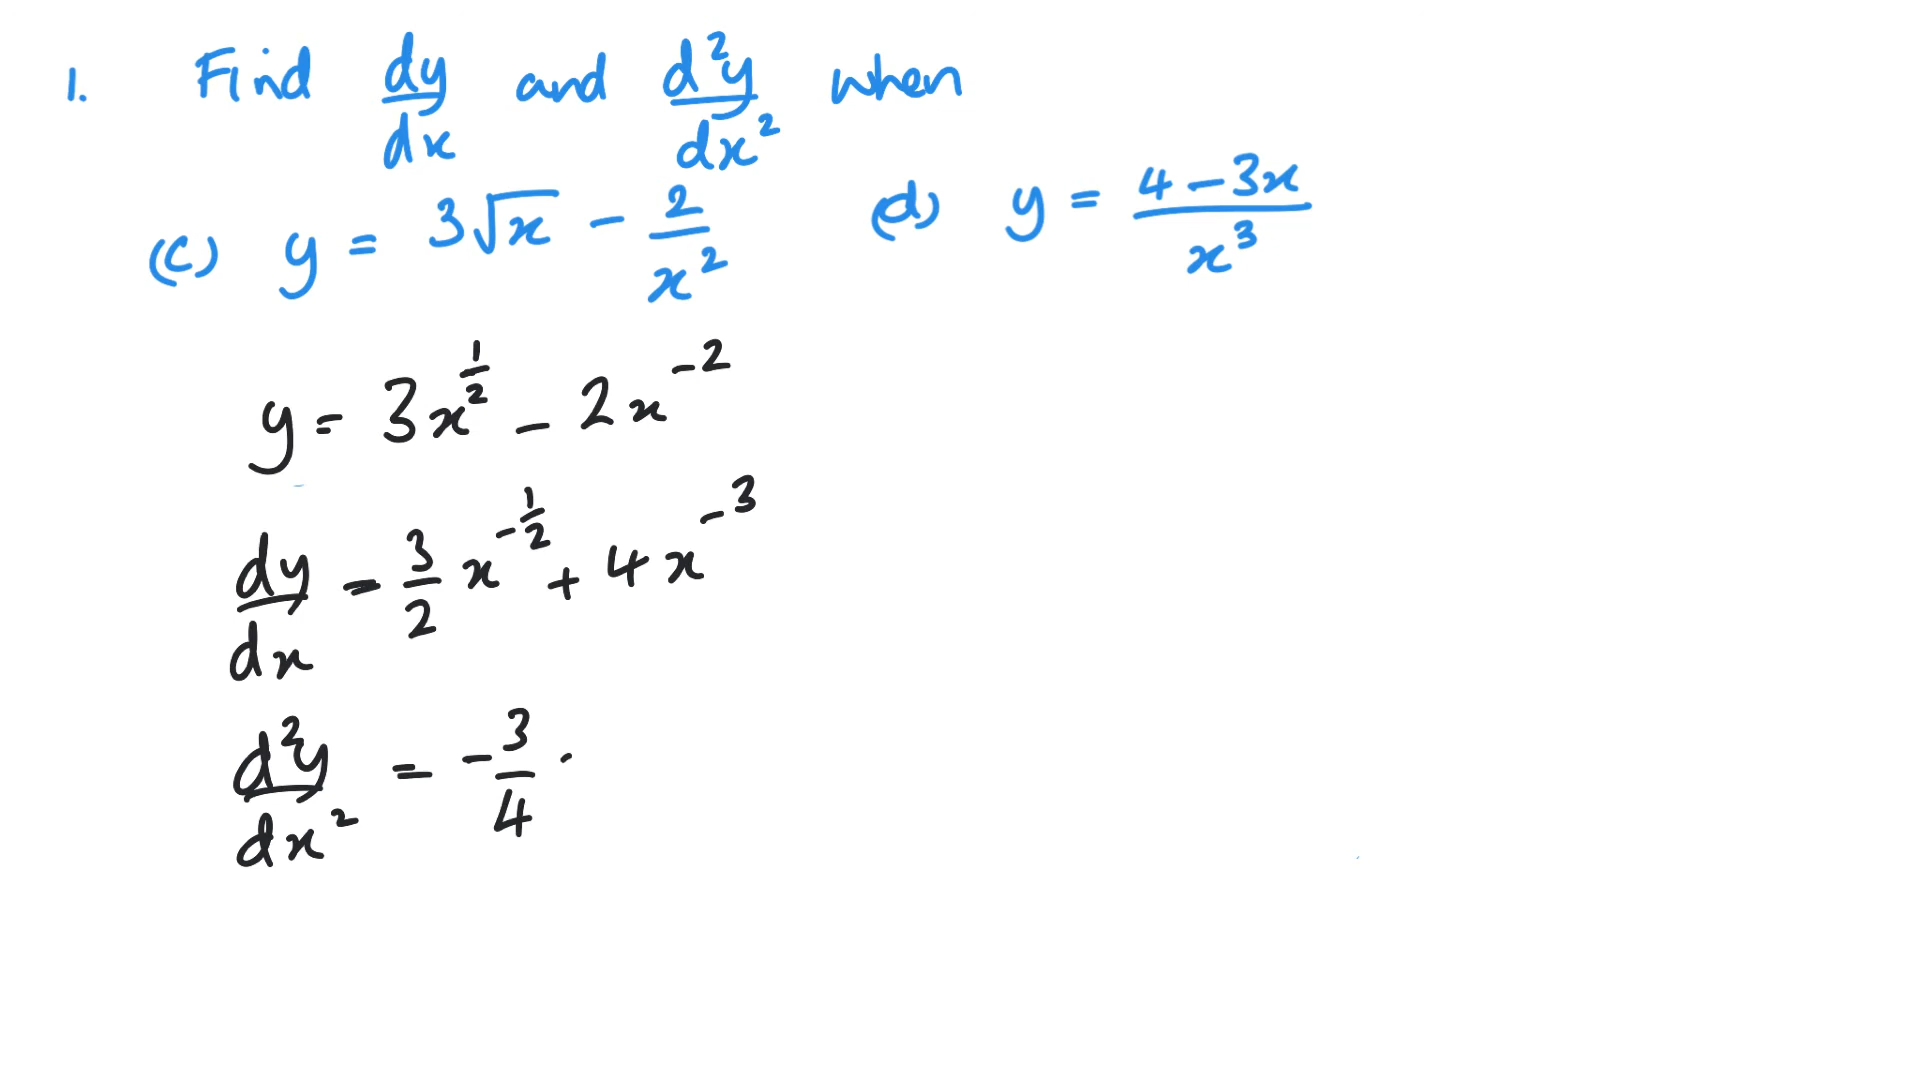 1. Find dy/dx and d²y/dx² when
(c) y = 3√x - 2/x² (d) y = 4-3x/x³
y = 3x^½ - 2x^-2
dy/dx = 3/2 x^-½ + 4x^-3
d²y/dx² = -3/4